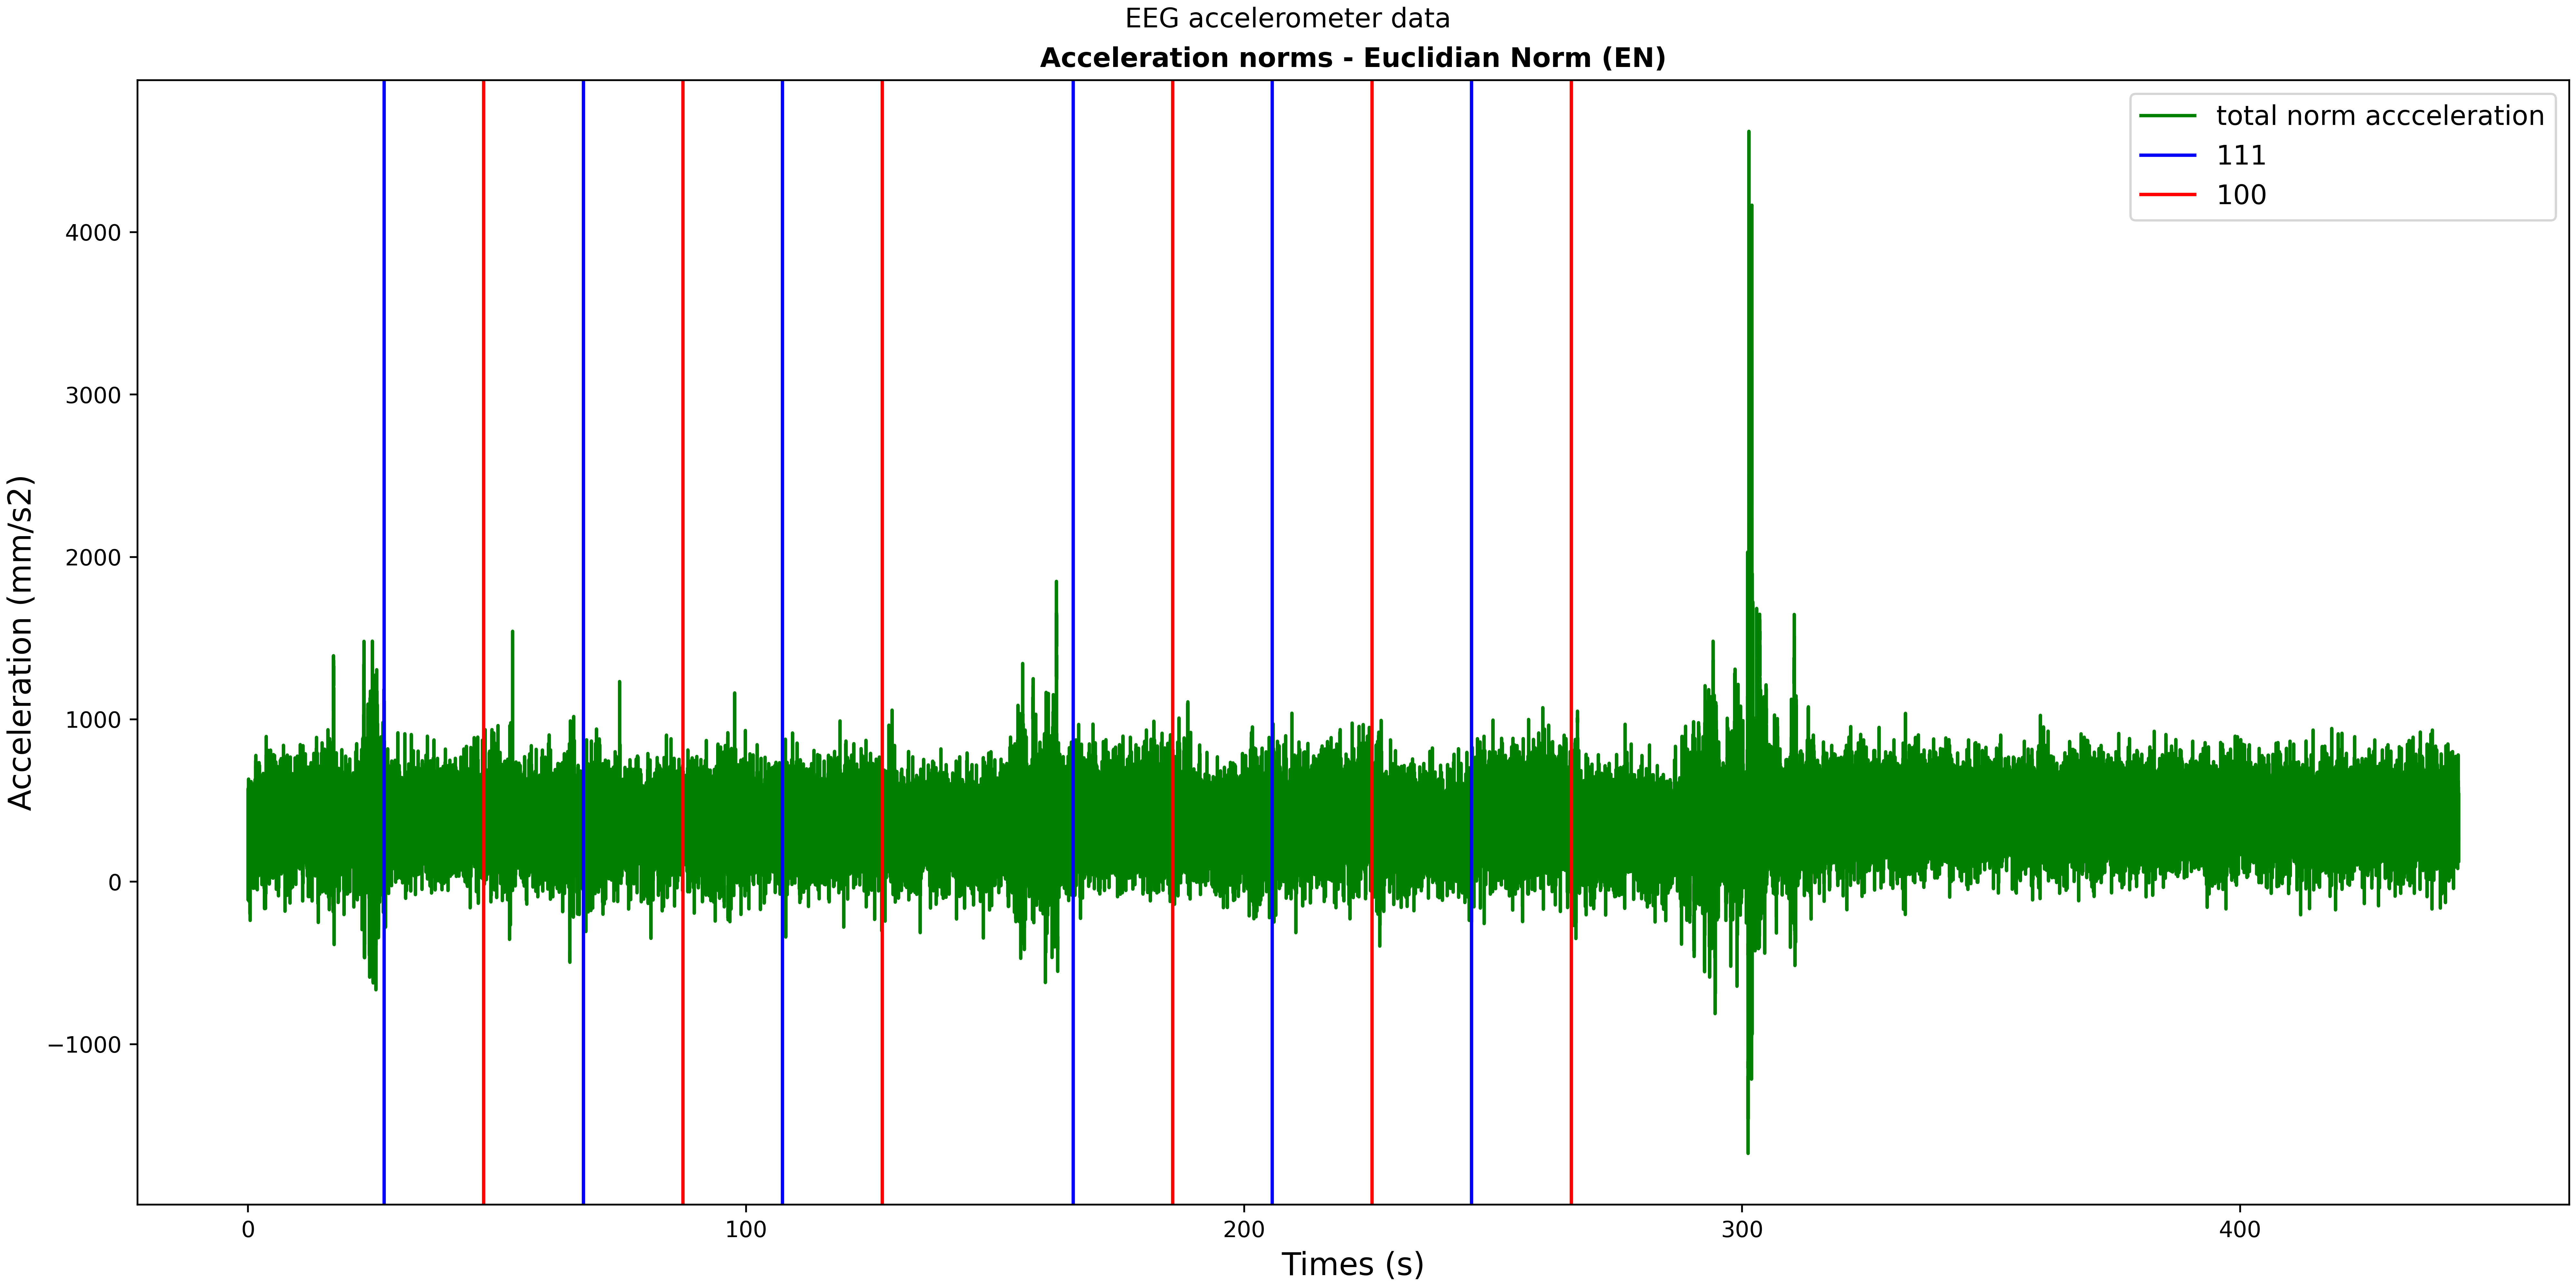 EEG accelerometer data
Acceleration norms - Euclidian Norm (EN)
total norm accceleration
111
100
Acceleration (mm/s2)
4000
3000
2000
1000
0
−1000
0
100
200
300
400
Times (s)